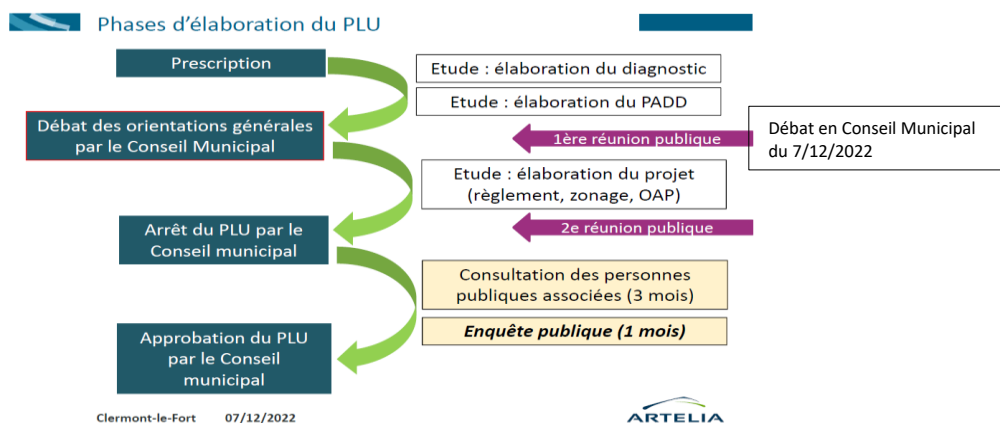 Phases d’élaboration du PLU
Prescription
Etude : élaboration du diagnostic
Etude : élaboration du PADD
Débat des orientations générales
par le Conseil Municipal
1ère réunion publique
Débat en Conseil Municipal
du 7/12/2022
Etude : élaboration du projet
(règlement, zonage, OAP)
Arrêt du PLU par le
Conseil municipal
2e réunion publique
Consultation des personnes
publiques associées (3 mois)
Enquête publique (1 mois)
Approbation du PLU
par le Conseil
municipal
Clermont-le-Fort 07/12/2022
ARTELIA